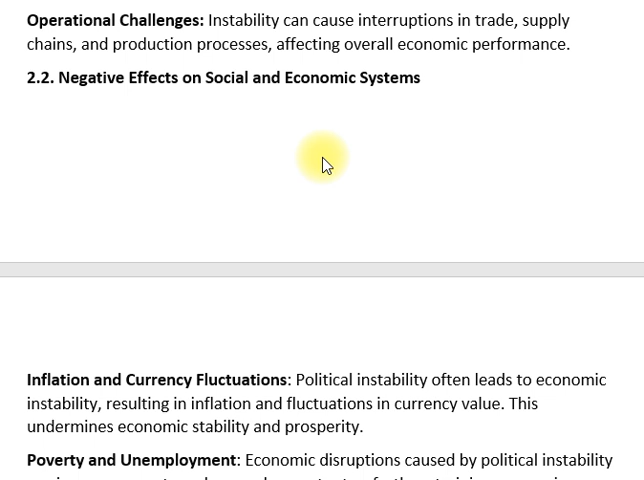 Operational Challenges: Instability can cause interruptions in trade, supply
chains, and production processes, affecting overall economic performance.
2.2. Negative Effects on Social and Economic Systems
Inflation and Currency Fluctuations: Political instability often leads to economic
instability, resulting in inflation and fluctuations in currency value. This
undermines economic stability and prosperity.
Poverty and Unemployment: Economic disruptions caused by political instability